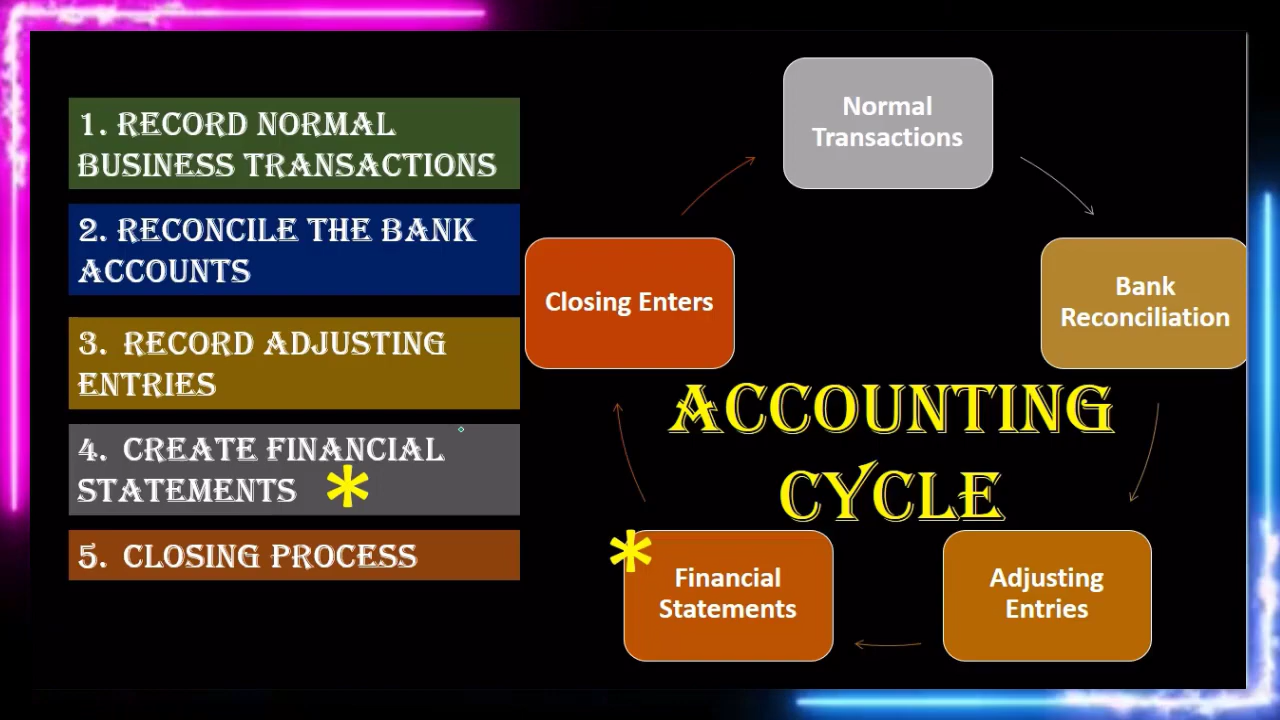 1. RECORD NORMAL
BUSINESS TRANSACTIONS
2. RECONCILE THE BANK
ACCOUNTS
3. RECORD ADJUSTING
ENTRIES
4. CREATE FINANCIAL
STATEMENTS *
5. CLOSING PROCESS
Normal
Transactions
Bank
Reconciliation
Adjusting
Entries
* Financial
Statements
Closing Enters
ACCOUNTING
CYCLE